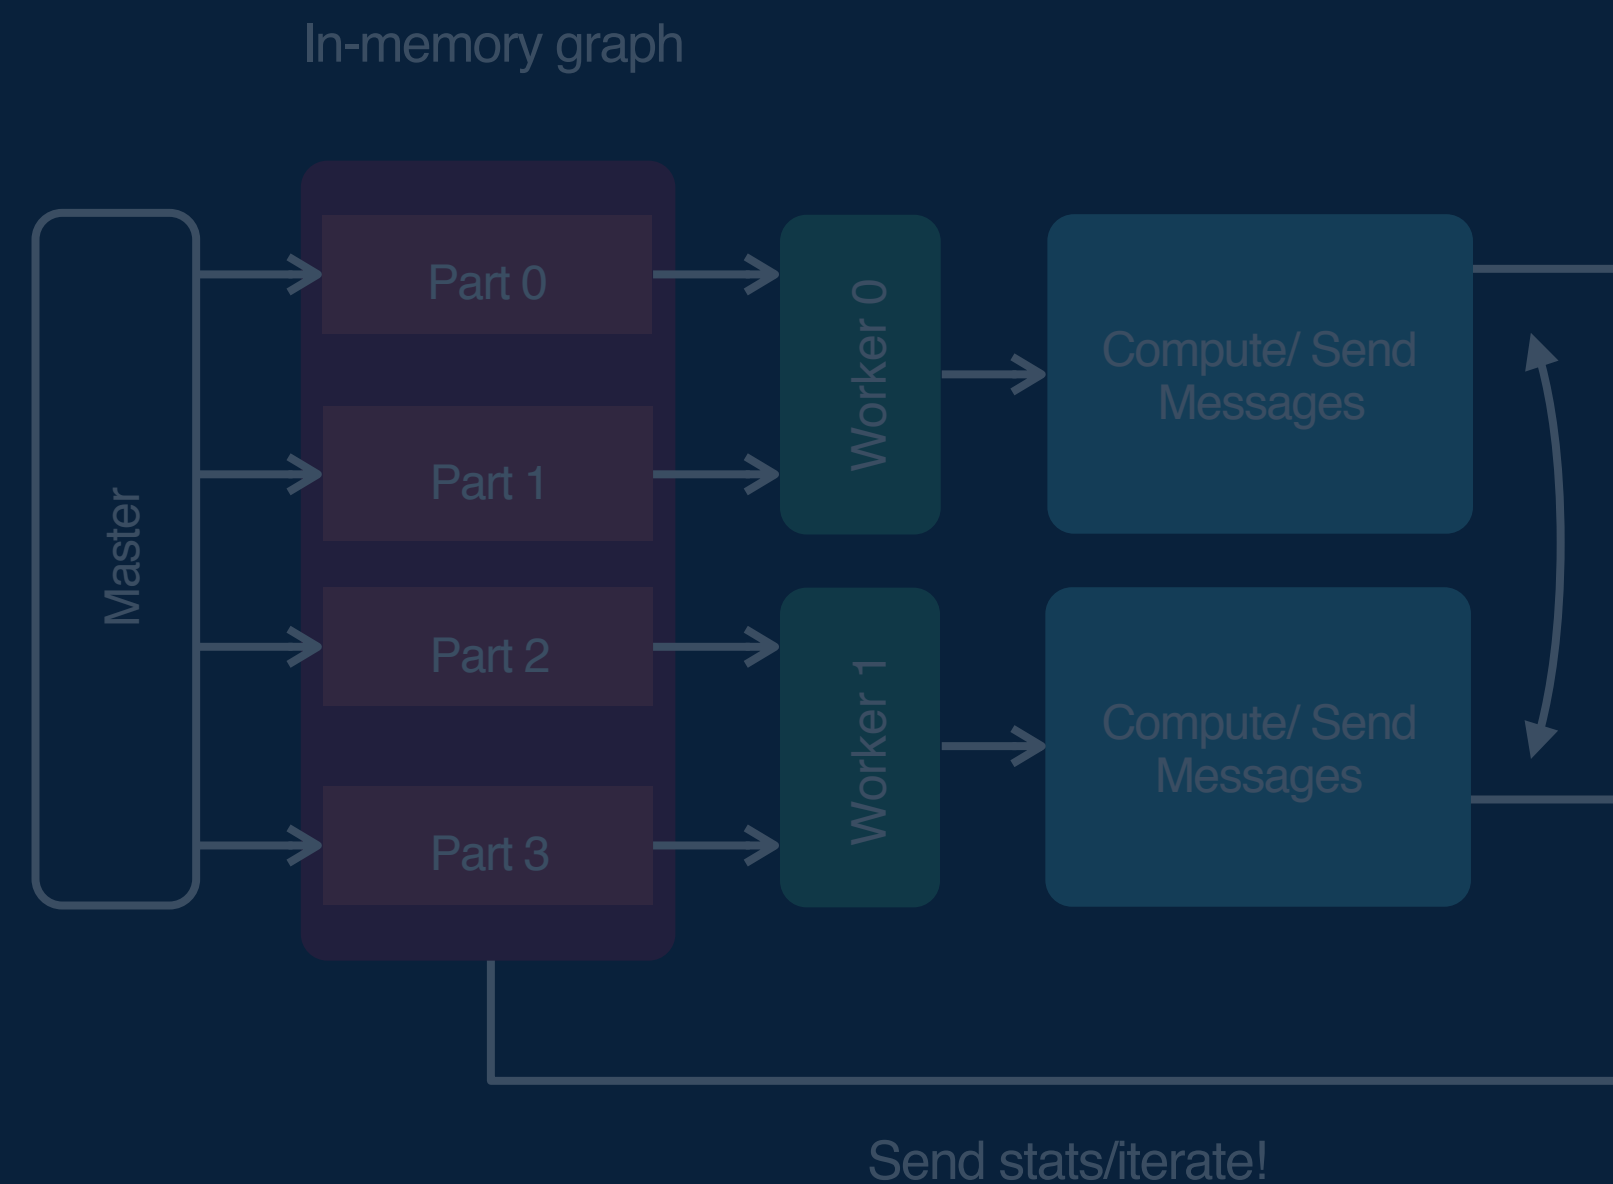 In-memory graph
Master
Part 0
Part 1
Part 2
Part 3
Worker 0
Worker 1
Compute/ Send
Messages
Compute/ Send
Messages
Send stats/iterate!